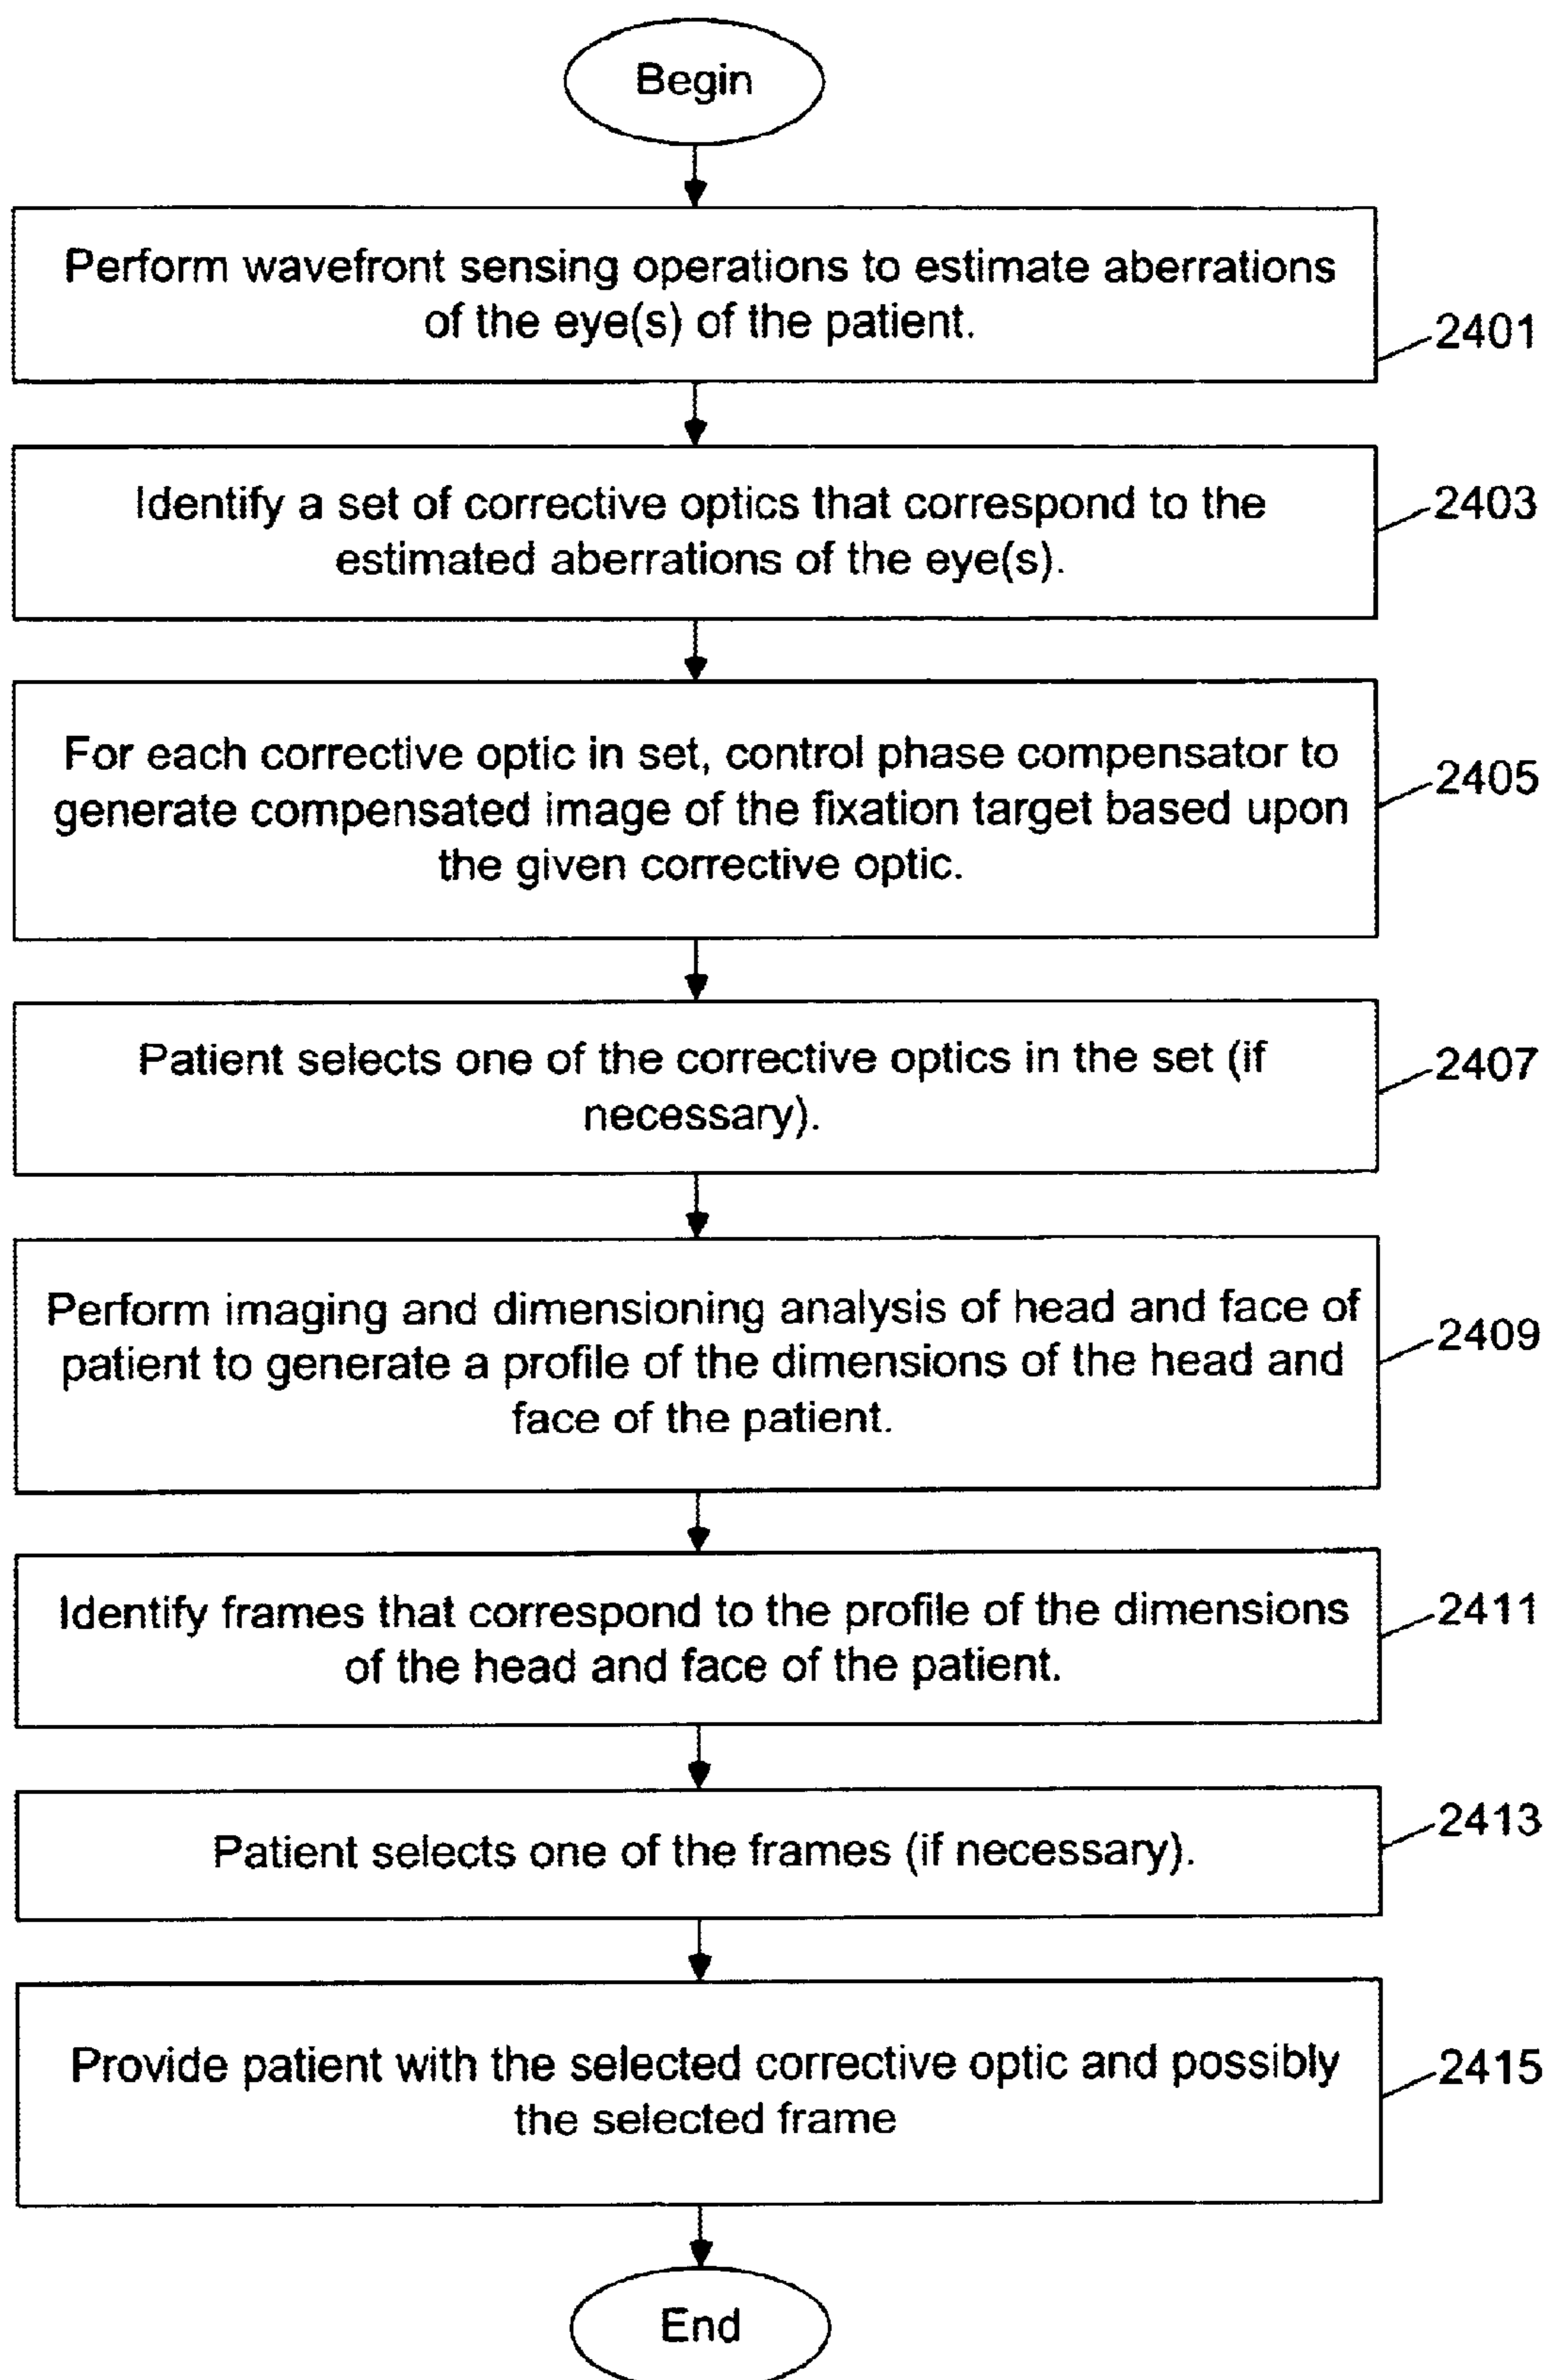 Begin
Perform wavefront sensing operations to estimate aberrations
of the eye(s) of the patient.
2401
Identify a set of corrective optics that correspond to the
estimated aberrations of the eye(s).
2403
For each corrective optic in set, control phase compensator to
generate compensated image of the fixation target based upon
the given corrective optic.
2405
Patient selects one of the corrective optics in the set (if
necessary).
2407
Perform imaging and dimensioning analysis of head and face of
patient to generate a profile of the dimensions of the head and
face of the patient.
2409
Identify frames that correspond to the profile of the dimensions
of the head and face of the patient.
2411
Patient selects one of the frames (if necessary).
2413
Provide patient with the selected corrective optic and possibly
the selected frame
2415
End